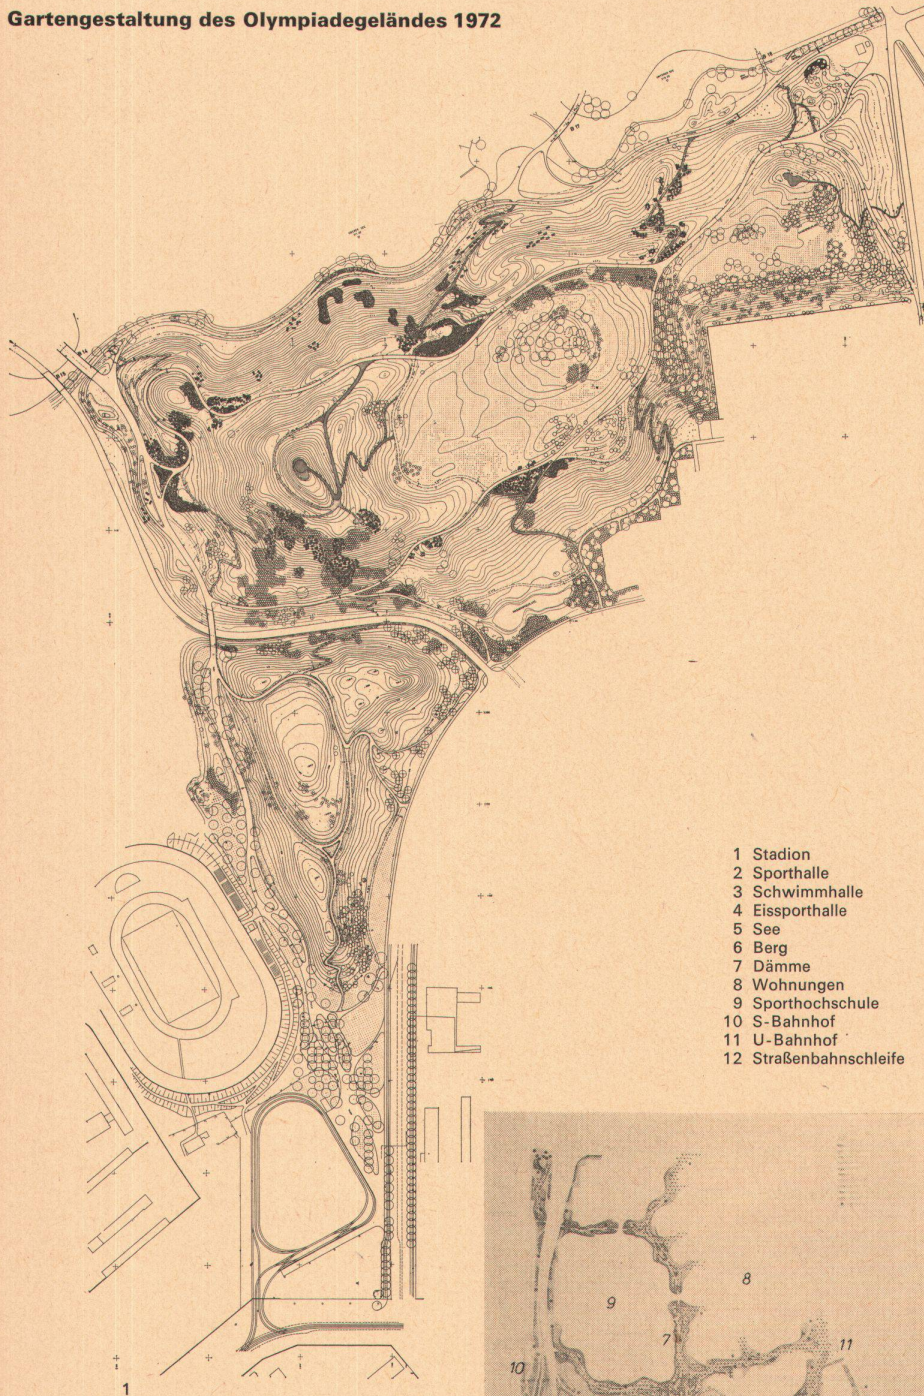 Gartengestaltung des Olympiadegeländes 1972
1 Stadion
2 Sporthalle
3 Schwimmhalle
4 Eissporthalle
5 See
6 Berg
7 Dämme
8 Wohnungen
9 Sporthochschule
10 S-Bahnhof
11 U-Bahnhof
12 Straßenbahnschleife
8
9
7
11
10
1